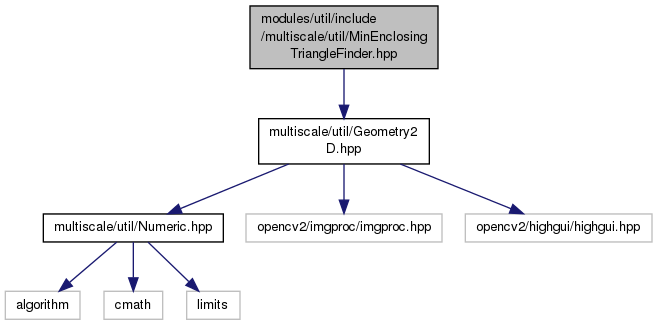 modules/util/include
/multiscale/util/MinEnclosing
TriangleFinder.hpp
multiscale/util/Geometry2
D.hpp
multiscale/util/Numeric.hpp
opencv2/imgproc/imgproc.hpp
opencv2/highgui/highgui.hpp
algorithm
cmath
limits